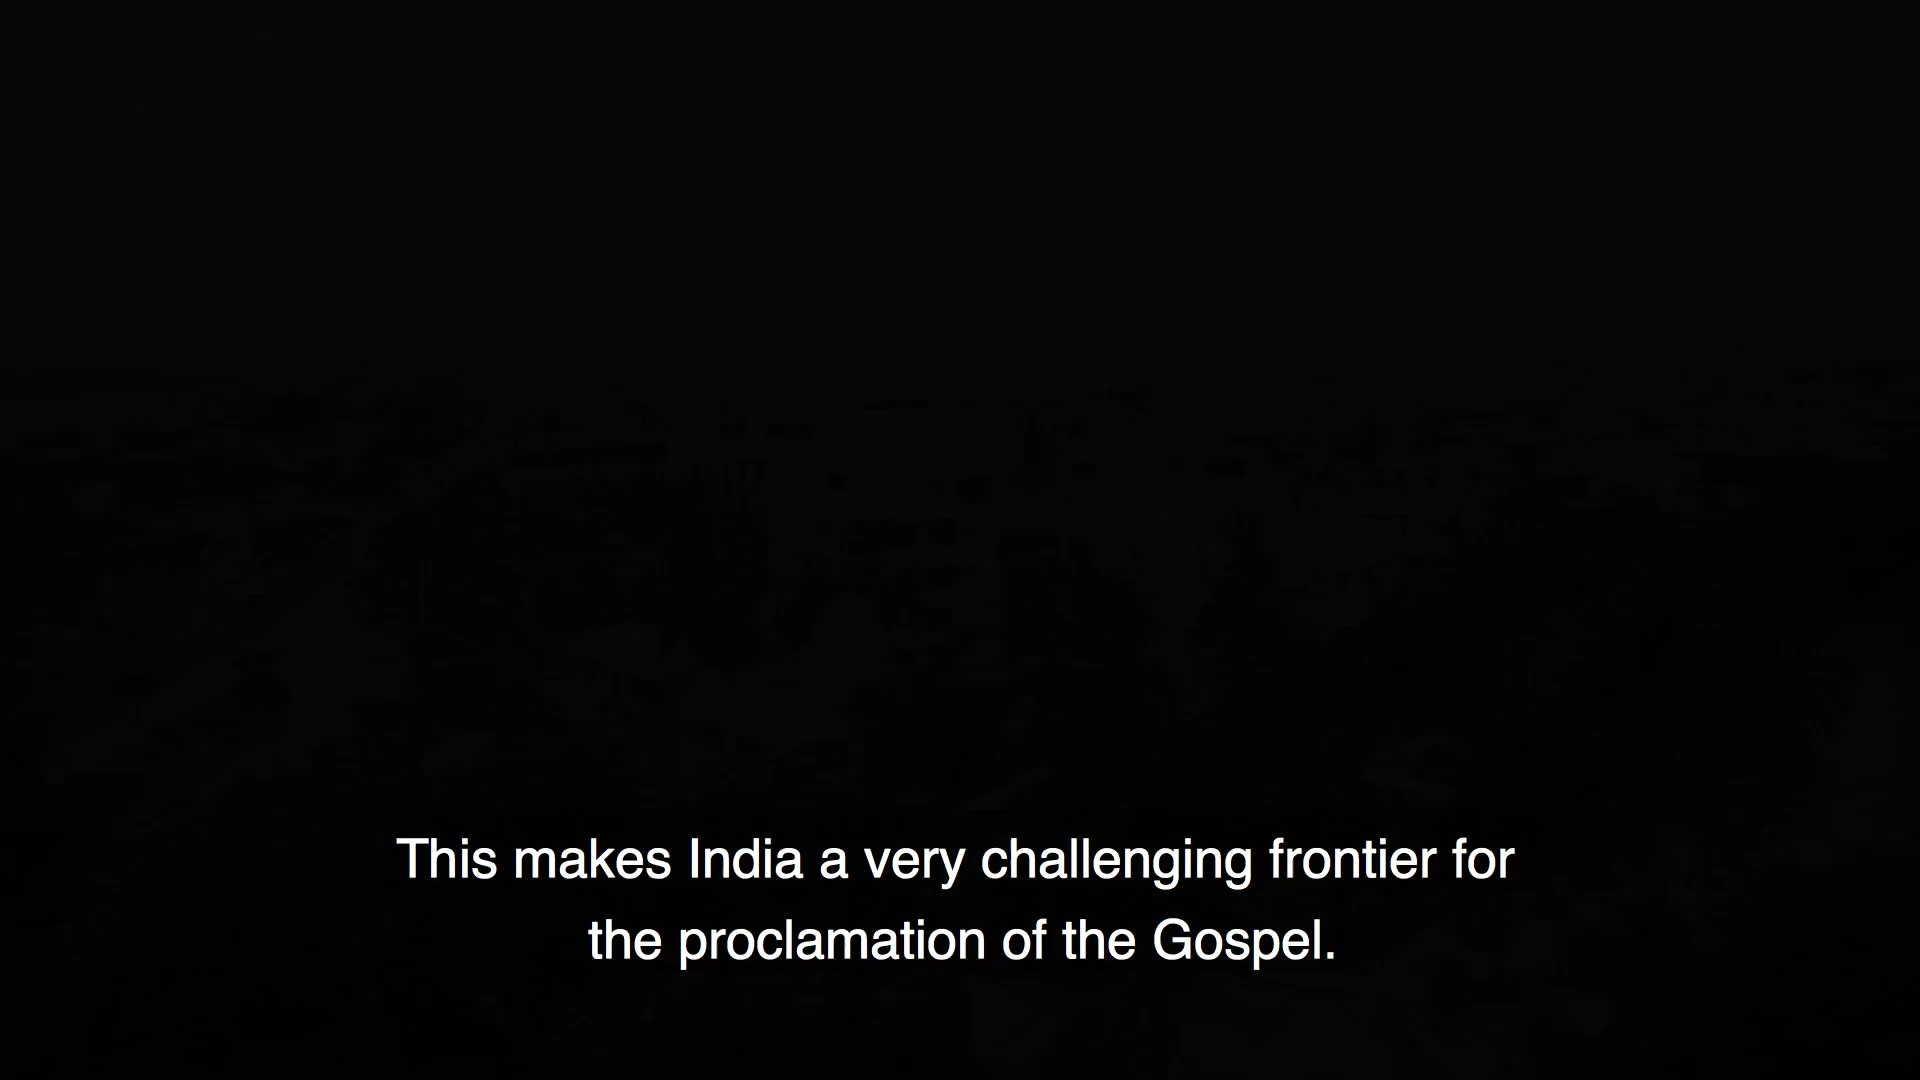 This makes India a very challenging frontier for
the proclamation of the Gospel.